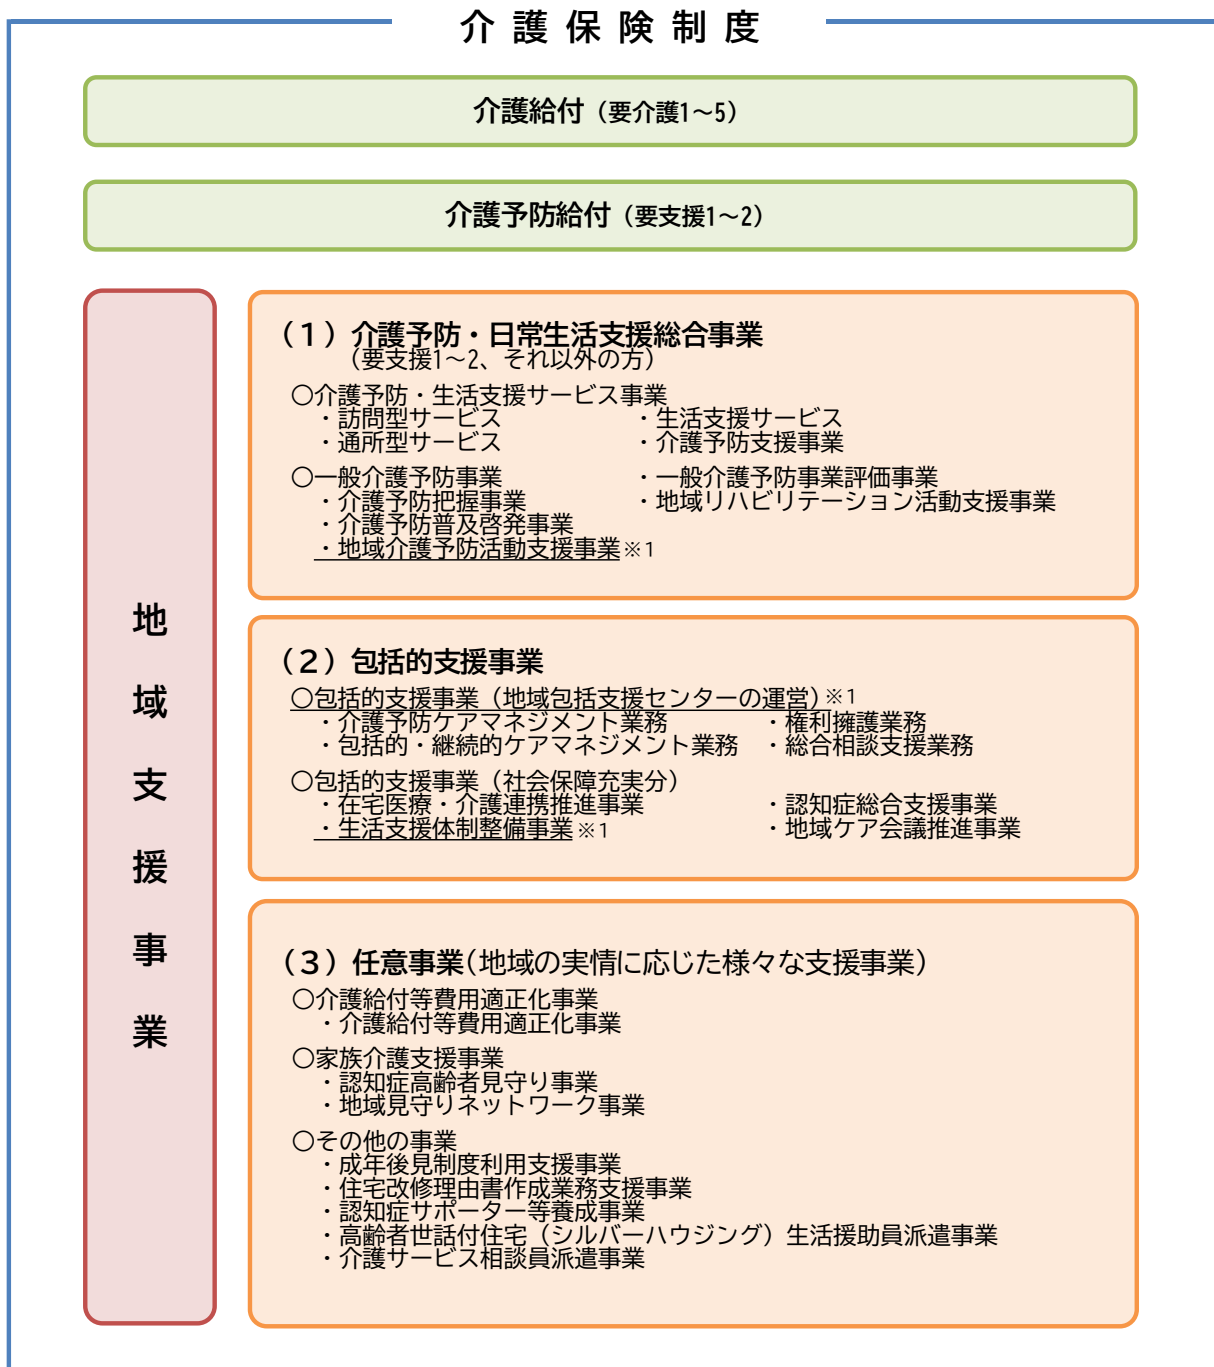 介護保険制度
介護給付（要介護1～5）
介護予防給付（要支援1～2）
地域支援事業
（１）介護予防・日常生活支援総合事業
（要支援1～2、それ以外の方）
〇介護予防・生活支援サービス事業
・訪問型サービス ・生活支援サービス
・通所型サービス ・介護予防支援事業
〇一般介護予防事業 ・一般介護予防事業評価事業
・介護予防把握事業 ・地域リハビリテーション活動支援事業
・介護予防普及啓発事業
・地域介護予防活動支援事業※1
（２）包括的支援事業
〇包括的支援事業（地域包括支援センターの運営）※1
・介護予防ケアマネジメント業務 ・権利擁護業務
・包括的・継続的ケアマネジメント業務 ・総合相談支援業務
〇包括的支援事業（社会保障充実分）
・在宅医療・介護連携推進事業 ・認知症総合支援事業
・生活支援体制整備事業※1 ・地域ケア会議推進事業
（３）任意事業（地域の実情に応じた様々な支援事業）
〇介護給付等費用適正化事業
・介護給付等費用適正化事業
〇家族介護支援事業
・認知症高齢者見守り事業
・地域見守りネットワーク事業
〇その他の事業
・成年後見制度利用支援事業
・住宅改修理由書作成業務支援事業
・認知症サポーター等養成事業
・高齢者世話付住宅（シルバーハウジング）生活援助員派遣事業
・介護サービス相談員派遣事業